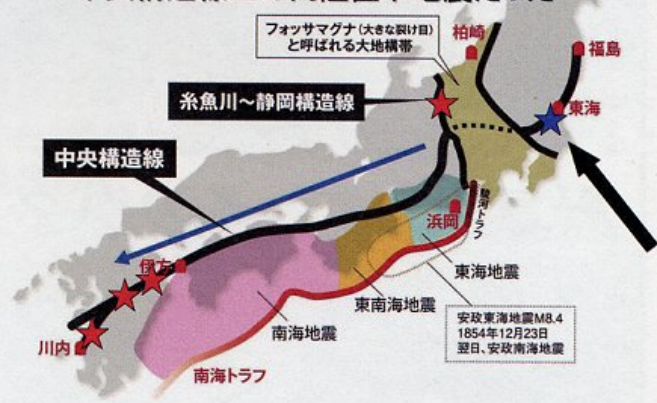 フォッサマグナ（大きな裂け目）
と呼ばれる大地構帯
柏崎
福島
糸魚川～静岡構造線
東海
中央構造線
駿河トラフ
浜岡
伊方
東海地震
東南海地震
南海地震
安政東海地震M8.4
1854年12月23日
翌日、安政南海地震
川内
南海トラフ